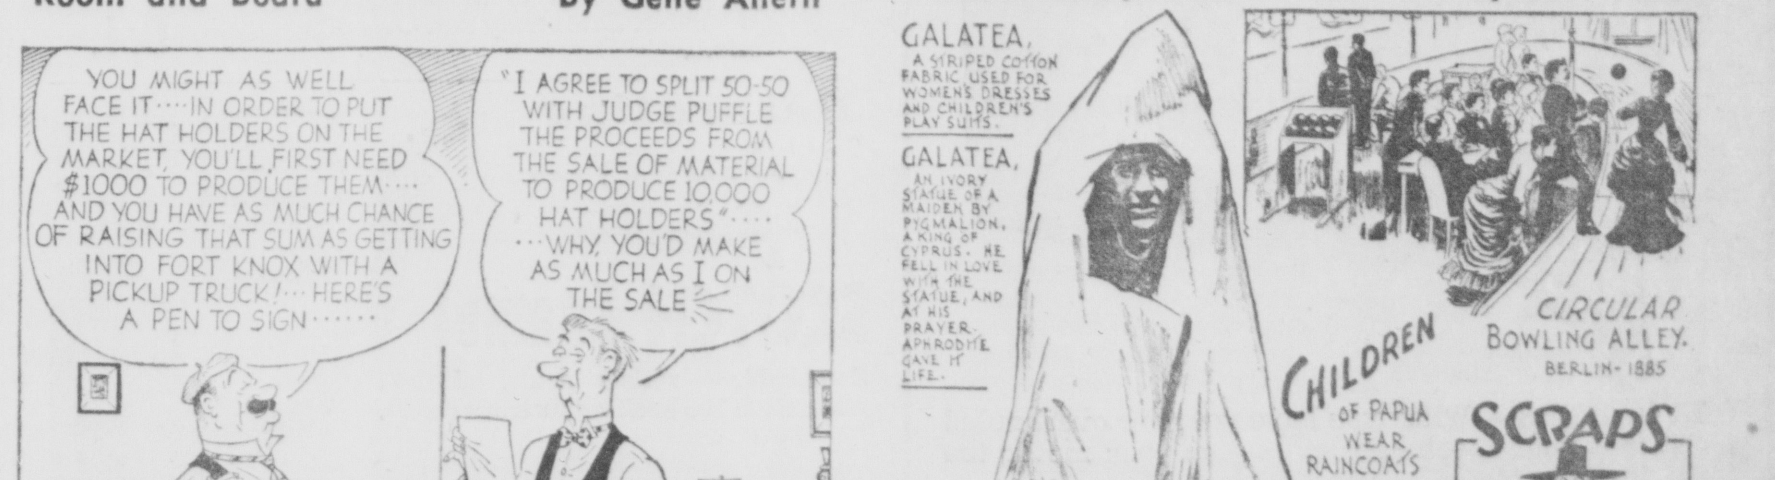 By Gene Ahern
YOU MIGHT AS WELL
FACE IT····IN ORDER TO PUT
THE HAT HOLDERS ON THE
MARKET, YOU'LL FIRST NEED
$1000 TO PRODUCE THEM····
AND YOU HAVE AS MUCH CHANCE
OF RAISING THAT SUM AS GETTING
INTO FORT KNOX WITH A
PICKUP TRUCK!···HERE'S
A PEN TO SIGN······
"I AGREE TO SPLIT 50-50
WITH JUDGE PUFFLE
THE PROCEEDS FROM
THE SALE OF MATERIAL
TO PRODUCE 10,000
HAT HOLDERS"····
···WHY, YOU'D MAKE
AS MUCH AS I ON
THE SALE
GALATEA,
A STRIPED COTTON
FABRIC USED FOR
WOMEN'S DRESSES
AND CHILDREN'S
PLAY SUITS.
GALATEA,
AN IVORY
STATUE OF A
MAIDEN BY
PYGMALION,
A KING OF
CYPRUS. HE
FELL IN LOVE
WITH THE
STATUE, AND
AT HIS
PRAYER,
APHRODITE
GAVE IT
LIFE.
CIRCULAR
BOWLING ALLEY.
BERLIN-1885
CHILDREN
OF PAPUA
WEAR
RAINCOATS
SCRAPS